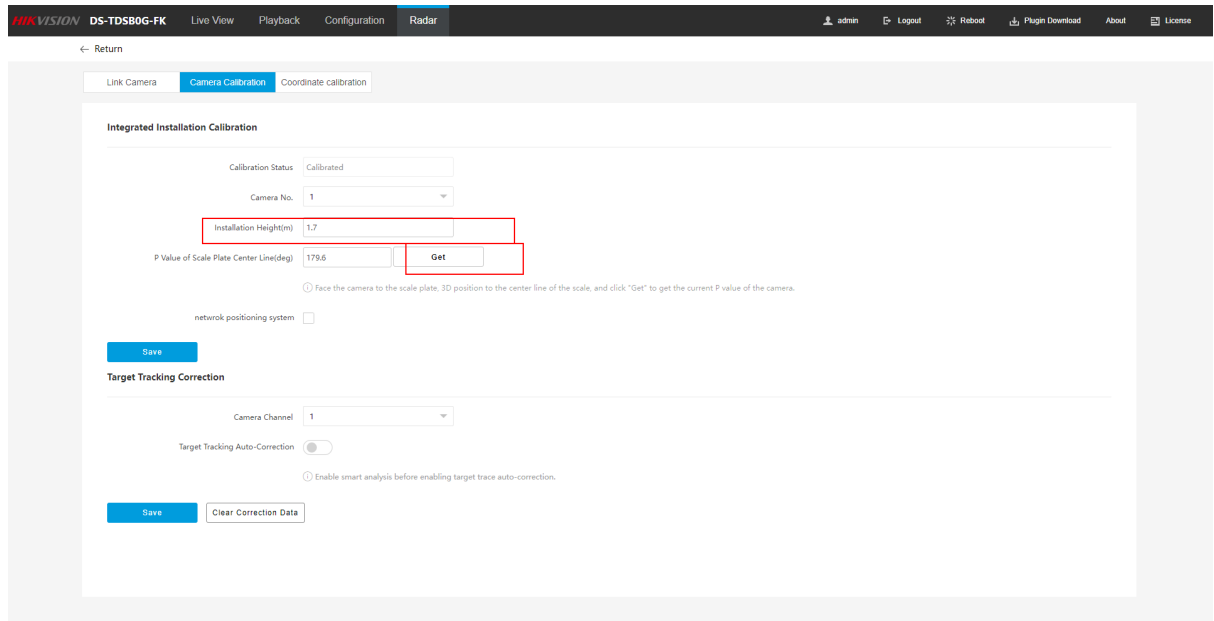 HIKVISION DS-TDSB0G-FK Live View Playback Configuration Radar admin Logout Reboot Plugin Download About License
← Return
Link Camera Camera Calibration Coordinate calibration
Integrated Installation Calibration
Calibration Status Calibrated
Camera No. 1
Installation Height(m) 1.7
P Value of Scale Plate Center Line(deg) 179.6 Get
Face the camera to the scale plate, 3D position to the center line of the scale, and click "Get" to get the current P value of the camera.
netwrok positioning system
Save
Target Tracking Correction
Camera Channel 1
Target Tracking Auto-Correction
Enable smart analysis before enabling target trace auto-correction.
Save Clear Correction Data